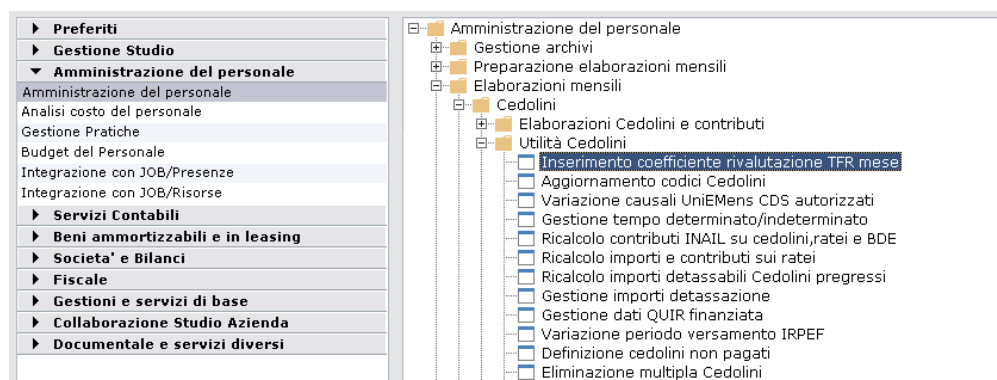 Preferiti
Gestione Studio
Amministrazione del personale
Amministrazione del personale
Analisi costo del personale
Gestione Pratiche
Budget del Personale
Integrazione con JOB/Presenze
Integrazione con JOB/Risorse
Servizi Contabili
Beni ammortizzabili e in leasing
Societa' e Bilanci
Fiscale
Gestioni e servizi di base
Collaborazione Studio Azienda
Documentale e servizi diversi
Amministrazione del personale
Gestione archivi
Preparazione elaborazioni mensili
Elaborazioni mensili
Cedolini
Elaborazioni Cedolini e contributi
Utilità Cedolini
Inserimento coefficiente rivalutazione TFR mese
Aggiornamento codici Cedolini
Variazione causali UniEMens CDS autorizzati
Gestione tempo determinato/indeterminato
Ricalcolo contributi INAIL su cedolini,ratei e BDE
Ricalcolo importi e contributi sui ratei
Ricalcolo importi detassabili Cedolini pregressi
Gestione importi detassazione
Gestione dati QUIR finanziata
Variazione periodo versamento IRPEF
Definizione cedolini non pagati
Eliminazione multipla Cedolini